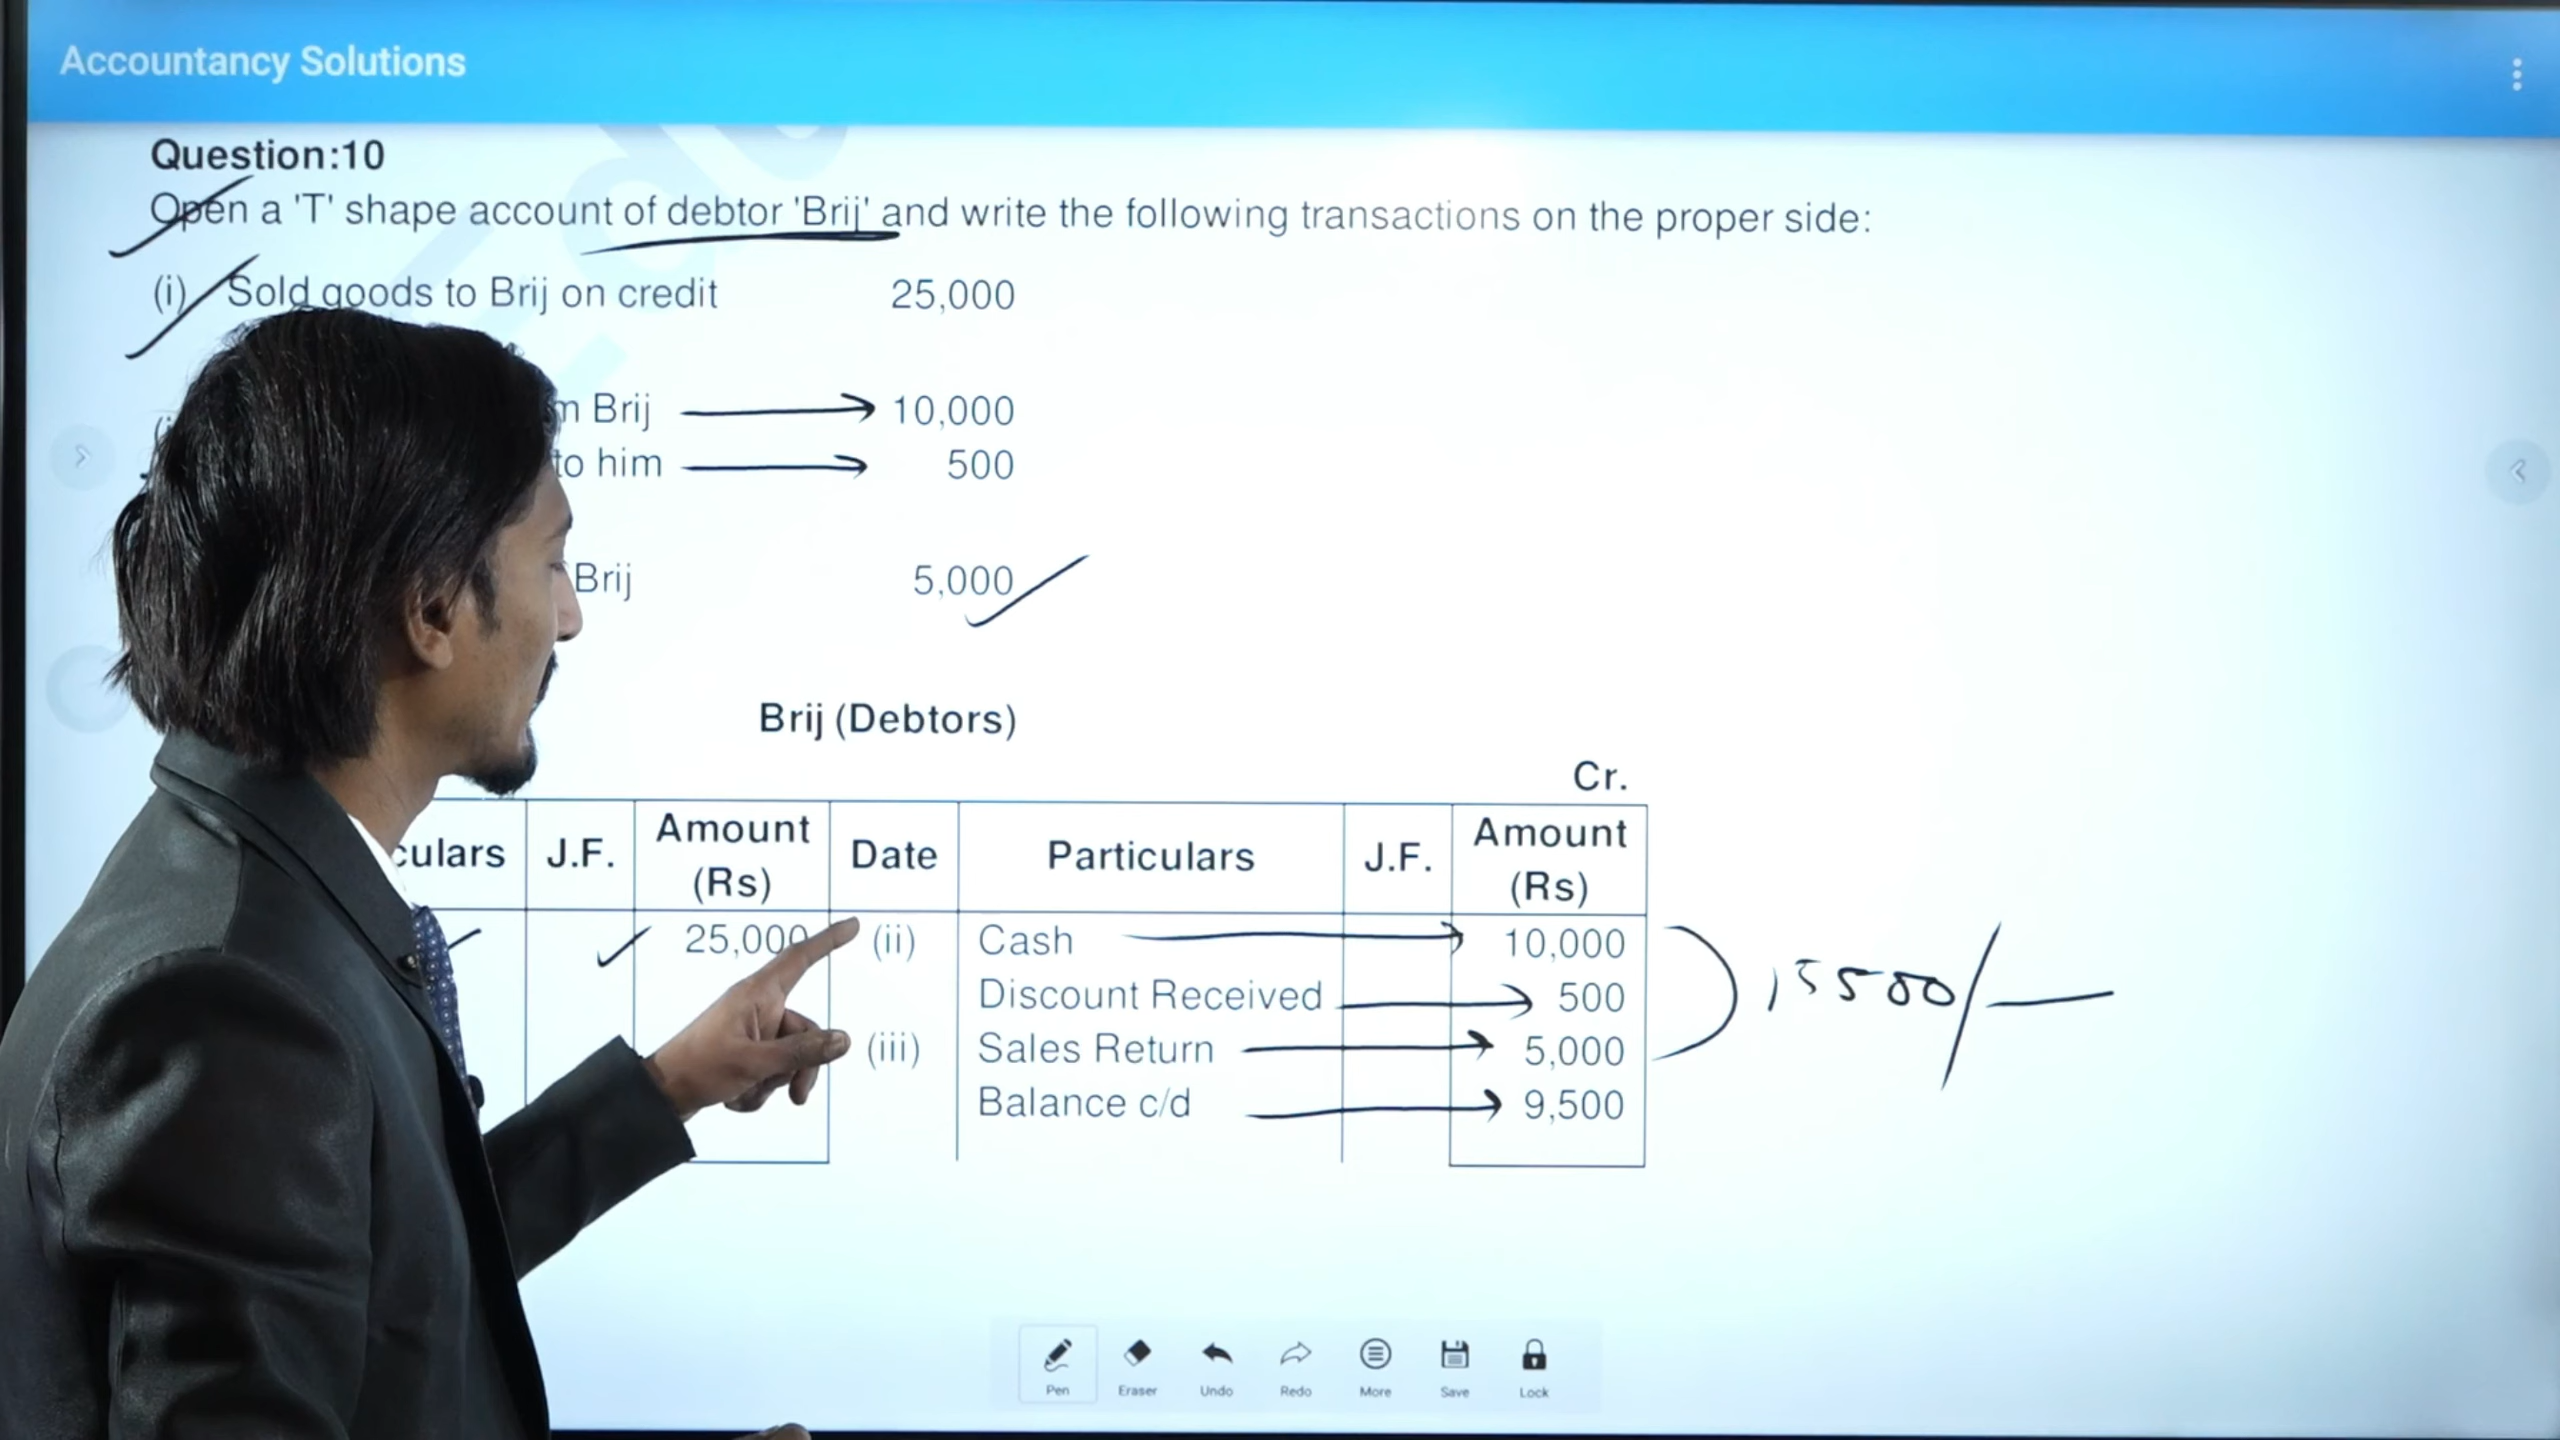 Accountancy Solutions
Question:10
Open a 'T' shape account of debtor 'Brij' and write the following transactions on the proper side:
(i) Sold goods to Brij on credit 25,000
Brij 10,000
to him 500
Brij 5,000
Brij (Debtors)
Cr.
J.F. Amount (Rs) Date Particulars J.F. Amount (Rs)
25,000 (ii) Cash 10,000
Discount Received 500
(iii) Sales Return 5,000
Balance c/d 9,500
15500/—
Pen Eraser Undo Redo More Save Lock